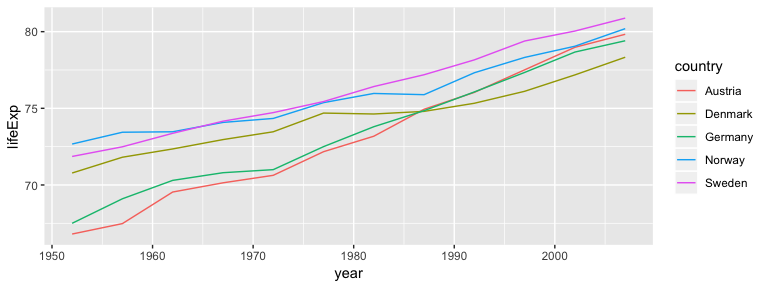 lifeExp
80
75
70
1950 1960 1970 1980 1990 2000
year
country
Austria
Denmark
Germany
Norway
Sweden